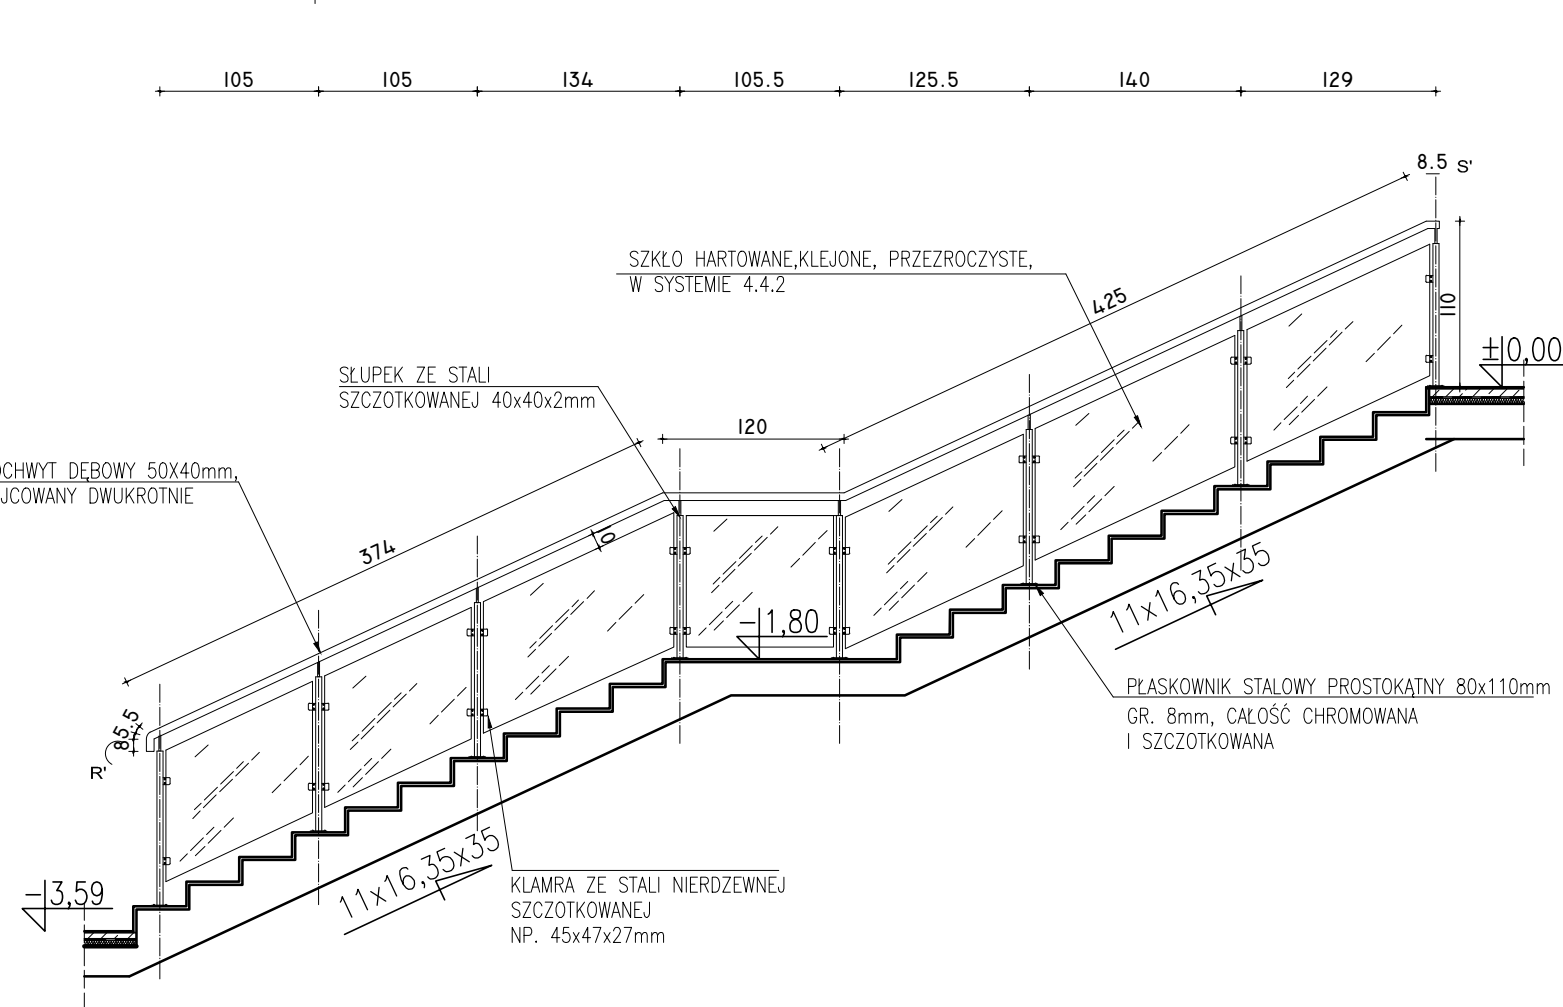 105 105 134 105.5 125.5 140 129
8.5 S'
SZKŁO HARTOWANE,KLEJONE, PRZEZROCZYSTE,
W SYSTEMIE 4.4.2
425
110
±0,00
SŁUPEK ZE STALI
SZCZOTKOWANEJ 40x40x2mm
120
OCHWYT DĘBOWY 50X40mm,
JCOWANY DWUKROTNIE
374
10
11x16,35x35
-1,80
PŁASKOWNIK STALOWY PROSTOKĄTNY 80x110mm
GR. 8mm, CAŁOŚĆ CHROMOWANA
I SZCZOTKOWANA
5.5
8
R'
11x16,35x35
-3,59
KLAMRA ZE STALI NIERDZEWNEJ
SZCZOTKOWANEJ
NP. 45x47x27mm